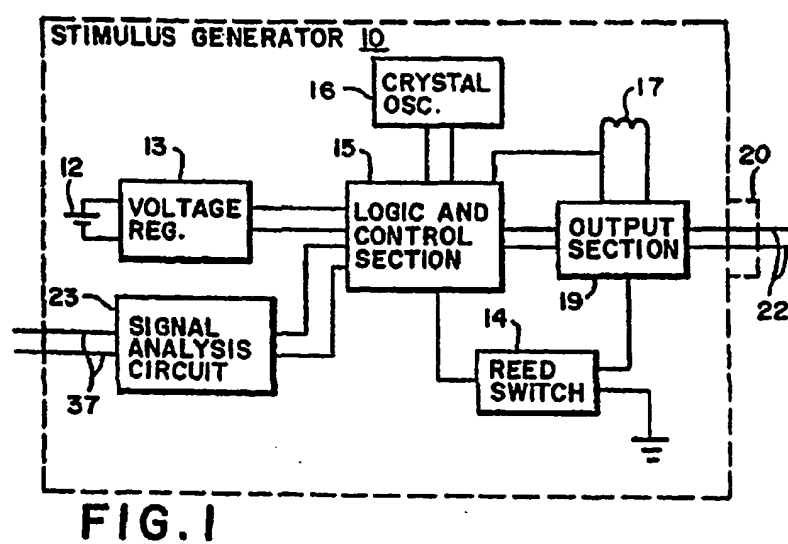 STIMULUS GENERATOR 10
16
CRYSTAL
OSC.
17
12
13
VOLTAGE
REG.
15
LOGIC AND
CONTROL
SECTION
20
OUTPUT
SECTION
19
22
23
SIGNAL
ANALYSIS
CIRCUIT
37
14
REED
SWITCH
FIG.1